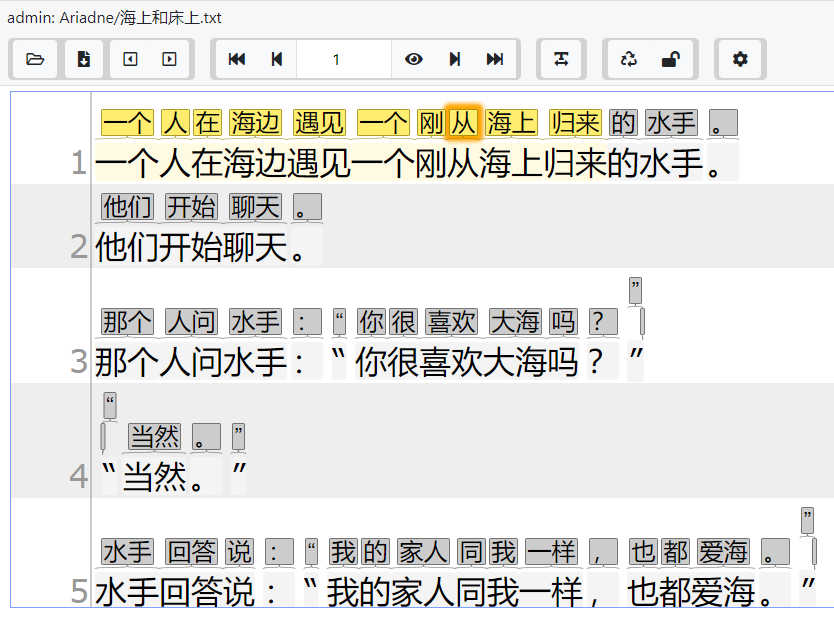 admin: Ariadne/海上和床上.txt
1
一个 人 在 海边 遇见 一个 刚 从 海上 归来 的 水手 。
1 一个人在海边遇见一个刚从海上归来的水手。
他们 开始 聊天 。
2 他们开始聊天。
”
那个 人问 水手 ： “ 你 很 喜欢 大海 吗 ？
3 那个人问水手：“你很喜欢大海吗？”
“
当然 。 ”
4 “当然。”
”
水手 回答 说 ： “ 我 的 家人 同 我 一样 ， 也 都 爱海 。
5 水手回答说：“我的家人同我一样，也都爱海。”